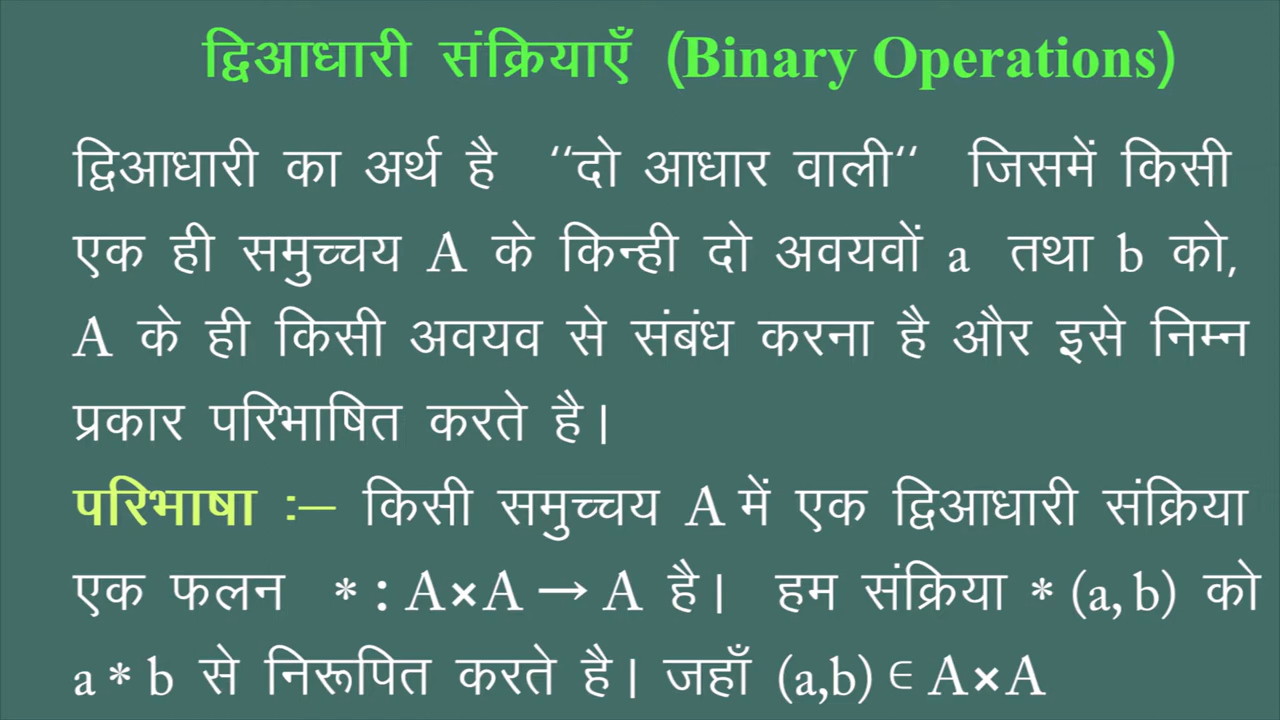 द्विआधारी संक्रियाएँ (Binary Operations)
द्विआधारी का अर्थ है ‘‘दो आधार वाली‘‘ जिसमें किसी
एक ही समुच्चय A के किन्ही दो अवयवों a तथा b को,
A के ही किसी अवयव से संबंध करना है और इसे निम्न
प्रकार परिभाषित करते है।
परिभाषा :– किसी समुच्चय A में एक द्विआधारी संक्रिया
एक फलन * : A×A → A है। हम संक्रिया * (a, b) को
a * b से निरूपित करते है। जहाँ (a,b) ∈ A×A